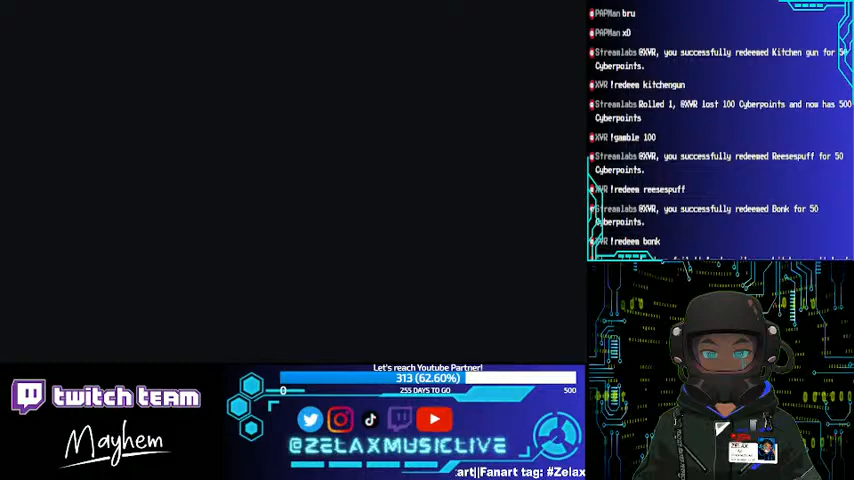 PAPMan bru
PAPMan xD
Streamlabs @XVR, you successfully redeemed Kitchen gun for 50
Cyberpoints.
XVR !redeem kitchengun
Streamlabs Rolled 1, @XVR lost 100 Cyberpoints and now has 500
Cyberpoints
XVR !gamble 100
Streamlabs @XVR, you successfully redeemed Reesespuff for 50
Cyberpoints.
XVR !redeem reesespuff
Streamlabs @XVR, you successfully redeemed Bonk for 50
Cyberpoints.
XVR !redeem bonk
Let's reach Youtube Partner!
313 (62.60%)
0
255 DAYS TO GO
500
twitch team
Mayhem
@ZELAXMUSICLIVE
art||Fanart tag: #Zelax
ZELAX